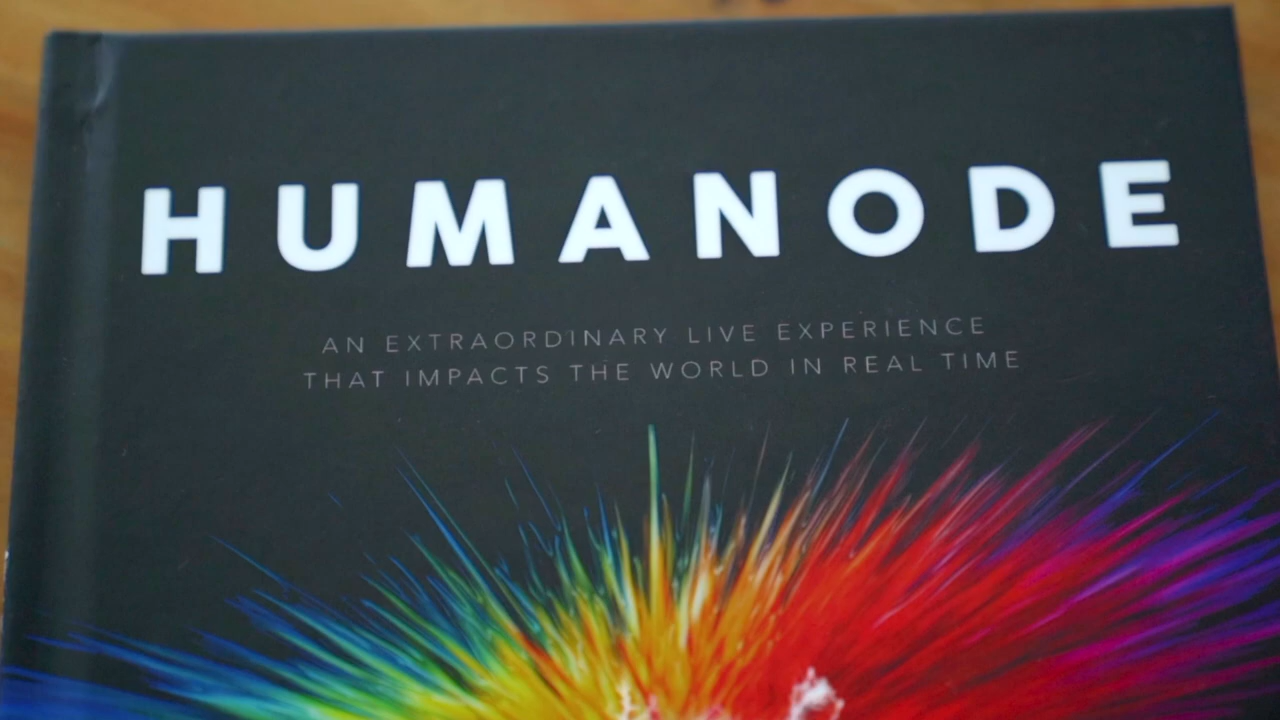 HUMANODE
AN EXTRAORDINARY LIVE EXPERIENCE
THAT IMPACTS THE WORLD IN REAL TIME